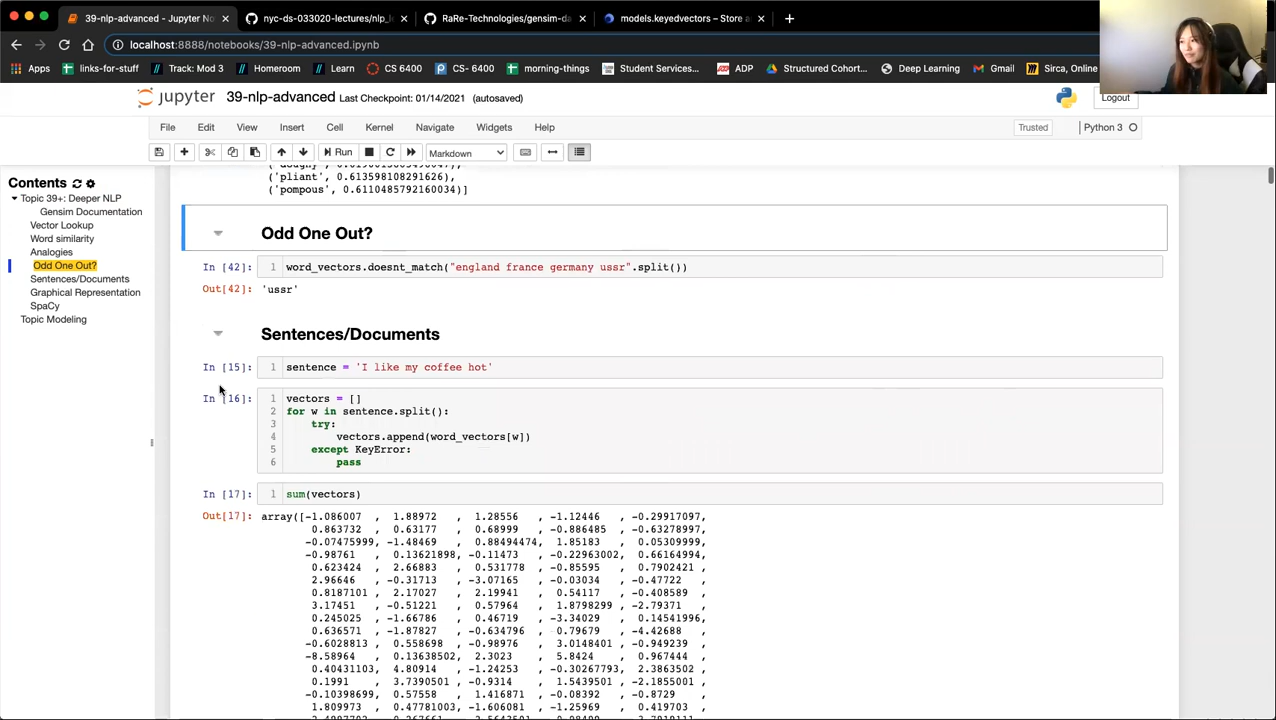 39-nlp-advanced - Jupyter No
nyc-ds-033020-lectures/nlp_l
RaRe-Technologies/gensim-da
models.keyedvectors – Store a
localhost:8888/notebooks/39-nlp-advanced.ipynb
Apps
links-for-stuff
Track: Mod 3
Homeroom
Learn
CS 6400
CS- 6400
morning-things
Student Services...
ADP
Structured Cohort...
Deep Learning
Gmail
Sirca, Online
jupyter
39-nlp-advanced Last Checkpoint: 01/14/2021 (autosaved)
Logout
File Edit View Insert Cell Kernel Navigate Widgets Help
Trusted
Python 3
Run
Markdown
Contents
Topic 39+: Deeper NLP
Gensim Documentation
Vector Lookup
Word similarity
Analogies
Odd One Out?
Sentences/Documents
Graphical Representation
SpaCy
Topic Modeling
('pliant', 0.613598108291626),
('pompous', 0.6110485792160034)]
Odd One Out?
In [42]: 1 word_vectors.doesnt_match("england france germany ussr".split())
Out[42]: 'ussr'
Sentences/Documents
In [15]: 1 sentence = 'I like my coffee hot'
In [16]: 1 vectors = []
2 for w in sentence.split():
3 try:
4 vectors.append(word_vectors[w])
5 except KeyError:
6 pass
In [17]: 1 sum(vectors)
Out[17]: array([-1.086007 , 1.88972 , 1.28556 , -1.12446 , -0.29917097,
0.863732 , 0.63177 , 0.68999 , -0.886485 , -0.63278997,
-0.07475999, -1.48469 , 0.88494474, 1.85183 , 0.05309999,
-0.98761 , 0.13621898, -0.11473 , -0.22963002, 0.66164994,
0.623424 , 2.66883 , 0.531778 , -0.85595 , 0.7902421 ,
2.96646 , -0.31713 , -3.07165 , -0.03034 , -0.47722 ,
0.8187101 , 2.17027 , 2.19941 , 0.54117 , -0.408589 ,
3.17451 , -0.51221 , 0.57964 , 1.8798299 , -2.79371 ,
0.245025 , -1.66786 , 0.46719 , -3.34029 , 0.14541996,
0.636571 , -1.87827 , -0.634796 , 0.79679 , -4.42688 ,
-0.6028813 , 0.558698 , -0.98976 , 3.0148401 , -0.949239 ,
-8.58964 , 0.13638502, 2.3023 , 5.8424 , 0.967444 ,
0.40431103, 4.80914 , -1.24253 , -0.30267793, 2.3863502 ,
0.1991 , 3.7390501 , -0.9314 , 1.5439501 , -2.1855001 ,
-0.10398699, 0.57558 , 1.416871 , -0.08392 , -0.8729 ,
1.809973 , 0.47781003, -1.606081 , -1.25969 , 0.419703 ,